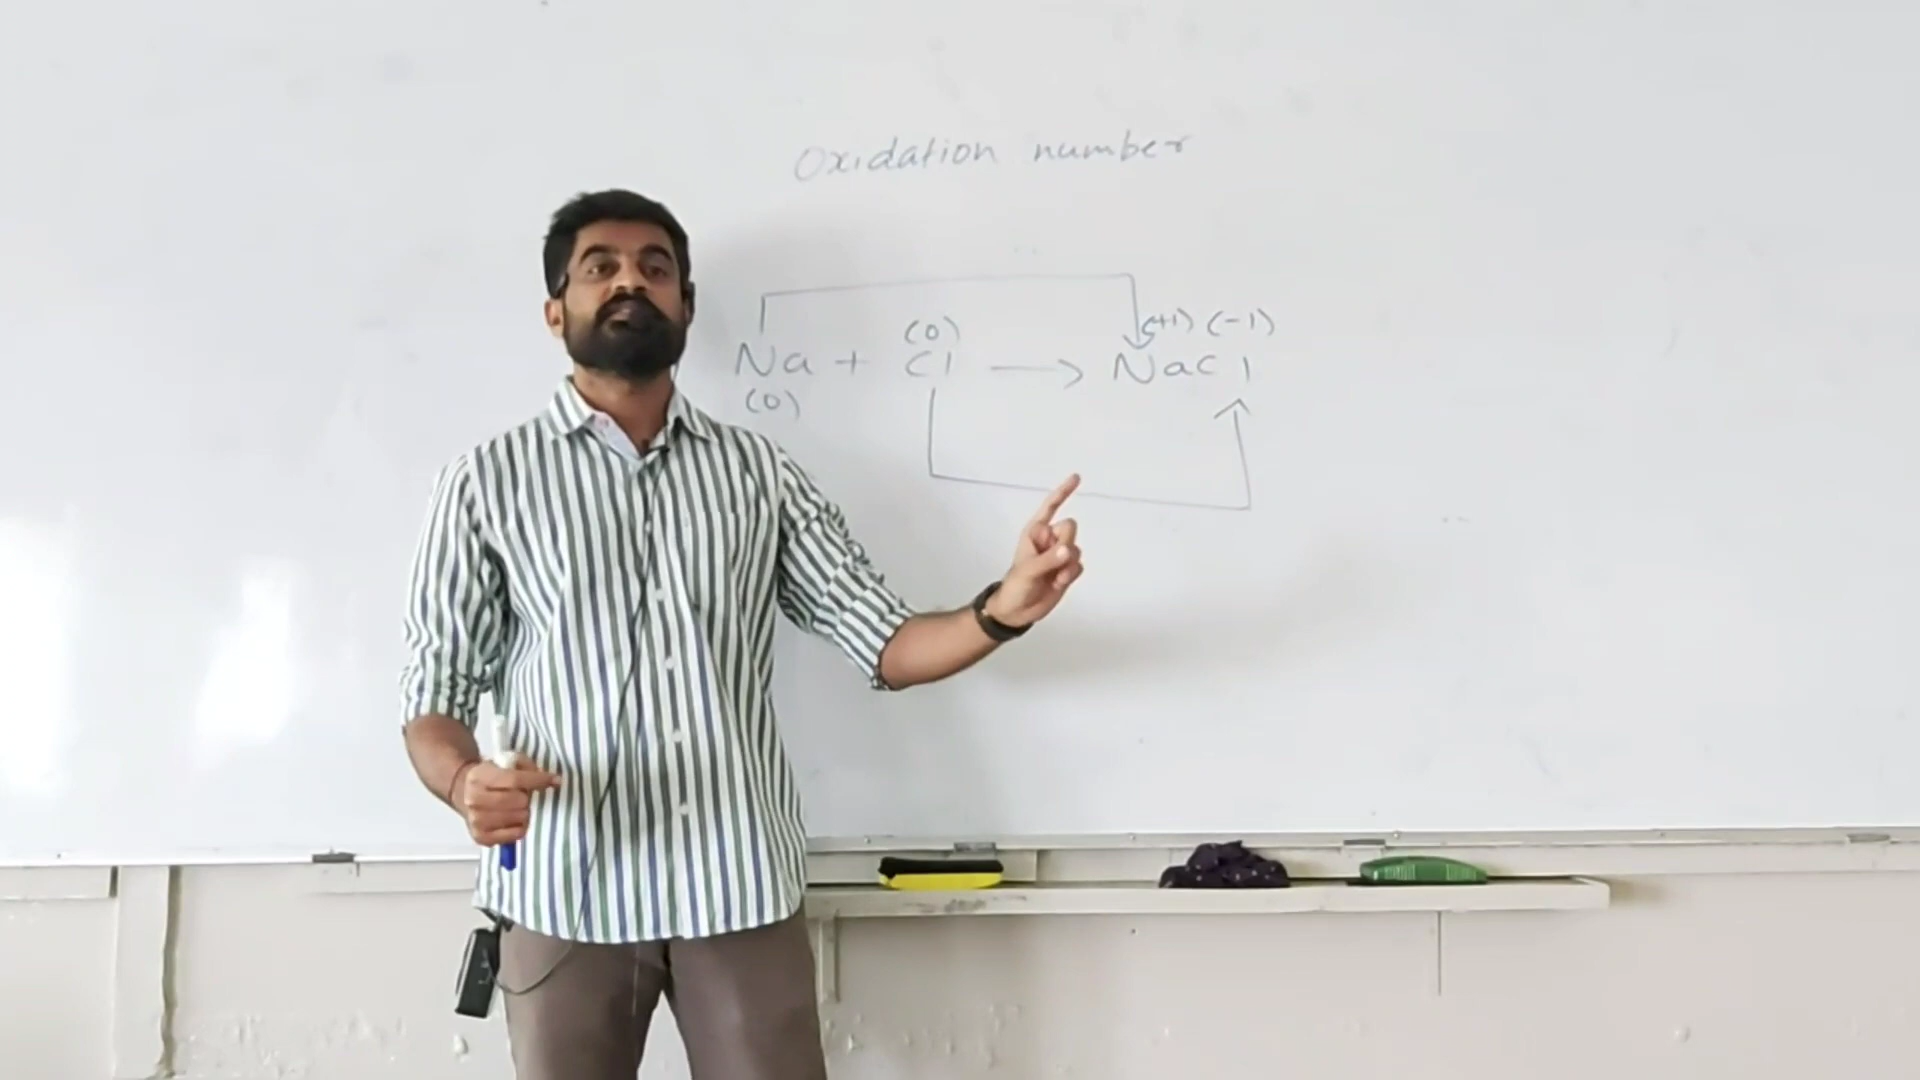 Oxidation number
(0) (+1) (-1)
Na + Cl → NaCl
(0)